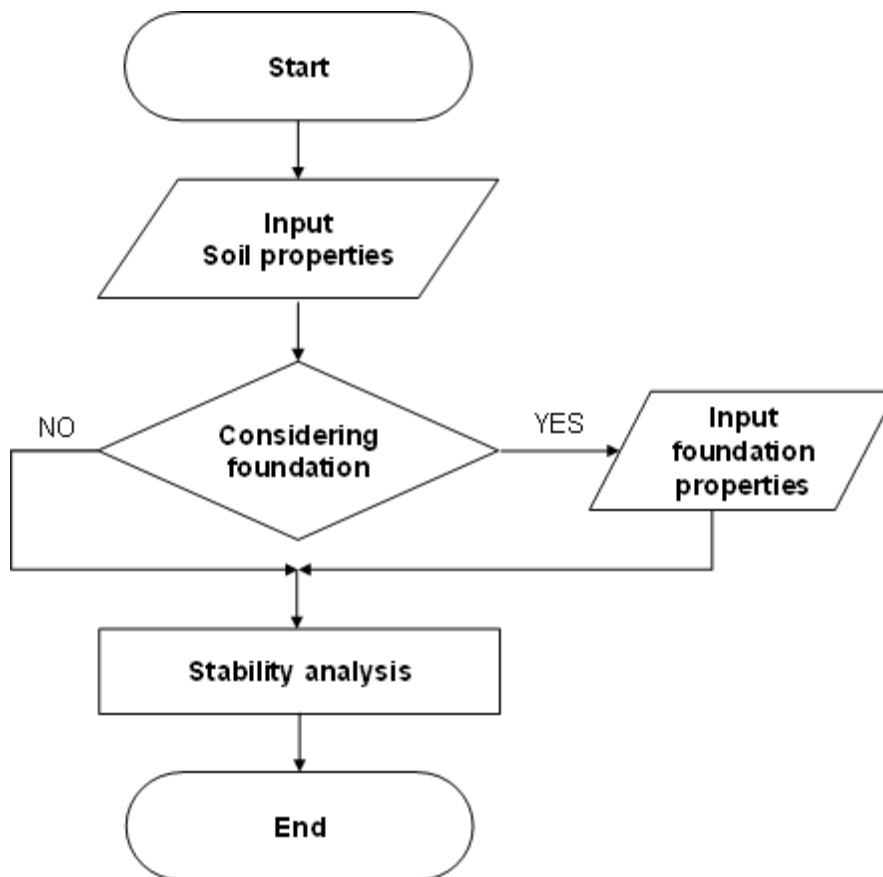 Start
Input
Soil properties
NO
Considering
foundation
YES
Input
foundation
properties
Stability analysis
End